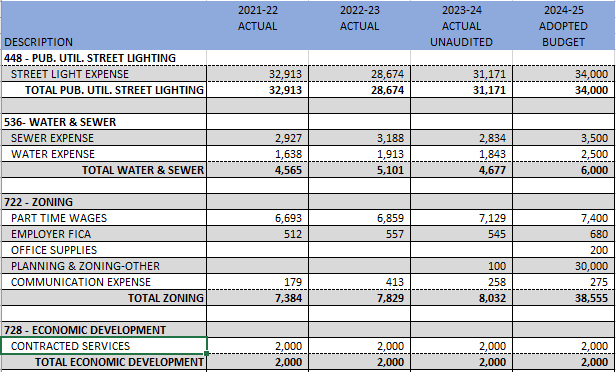 2021-22 2022-23 2023-24 2024-25
ACTUAL ACTUAL ACTUAL ADOPTED
DESCRIPTION UNAUDITED BUDGET
448 - PUB. UTIL. STREET LIGHTING
STREET LIGHT EXPENSE 32,913 28,674 31,171 34,000
TOTAL PUB. UTIL. STREET LIGHTING 32,913 28,674 31,171 34,000
536- WATER & SEWER
SEWER EXPENSE 2,927 3,188 2,834 3,500
WATER EXPENSE 1,638 1,913 1,843 2,500
TOTAL WATER & SEWER 4,565 5,101 4,677 6,000
722 - ZONING
PART TIME WAGES 6,693 6,859 7,129 7,400
EMPLOYER FICA 512 557 545 680
OFFICE SUPPLIES 200
PLANNING & ZONING-OTHER 100 30,000
COMMUNICATION EXPENSE 179 413 258 275
TOTAL ZONING 7,384 7,829 8,032 38,555
728 - ECONOMIC DEVELOPMENT
CONTRACTED SERVICES 2,000 2,000 2,000 2,000
TOTAL ECONOMIC DEVELOPMENT 2,000 2,000 2,000 2,000